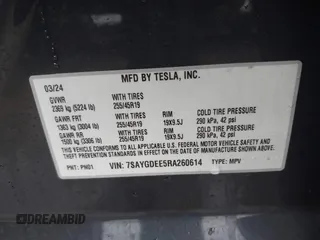 MFD BY TESLA, INC.
03/24
GVWR WITH TIRES
2369 kg (5224 lb) 255/45R19
GAWR FRT WITH TIRES RIM COLD TIRE PRESSURE
1363 kg (3004 lb) 255/45R19 19X9.5J 290 kPa, 42 psi
GAWR RR WITH TIRES RIM COLD TIRE PRESSURE
1500 kg (3306 lb) 255/45R19 19X9.5J 290 kPa, 42 psi
THIS VEHICLE CONFORMS TO ALL APPLICABLE U.S. FEDERAL MOTOR VEHICLE SAFETY AND
THEFT PREVENTION STANDARDS IN EFFECT ON THE DATE OF MANUFACTURE SHOWN ABOVE.
PNT: PN01 VIN: 7SAYGDEE5RA260614 TYPE: MPV
DREAMBID